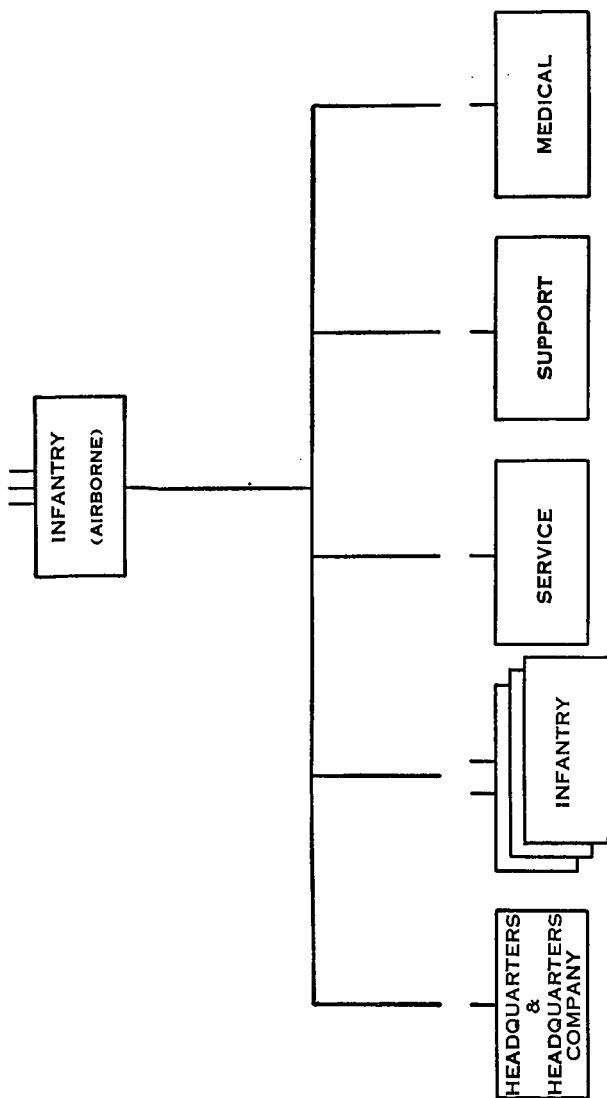 INFANTRY
(AIRBORNE)
HEADQUARTERS
&
HEADQUARTERS
COMPANY
INFANTRY
SERVICE
SUPPORT
MEDICAL